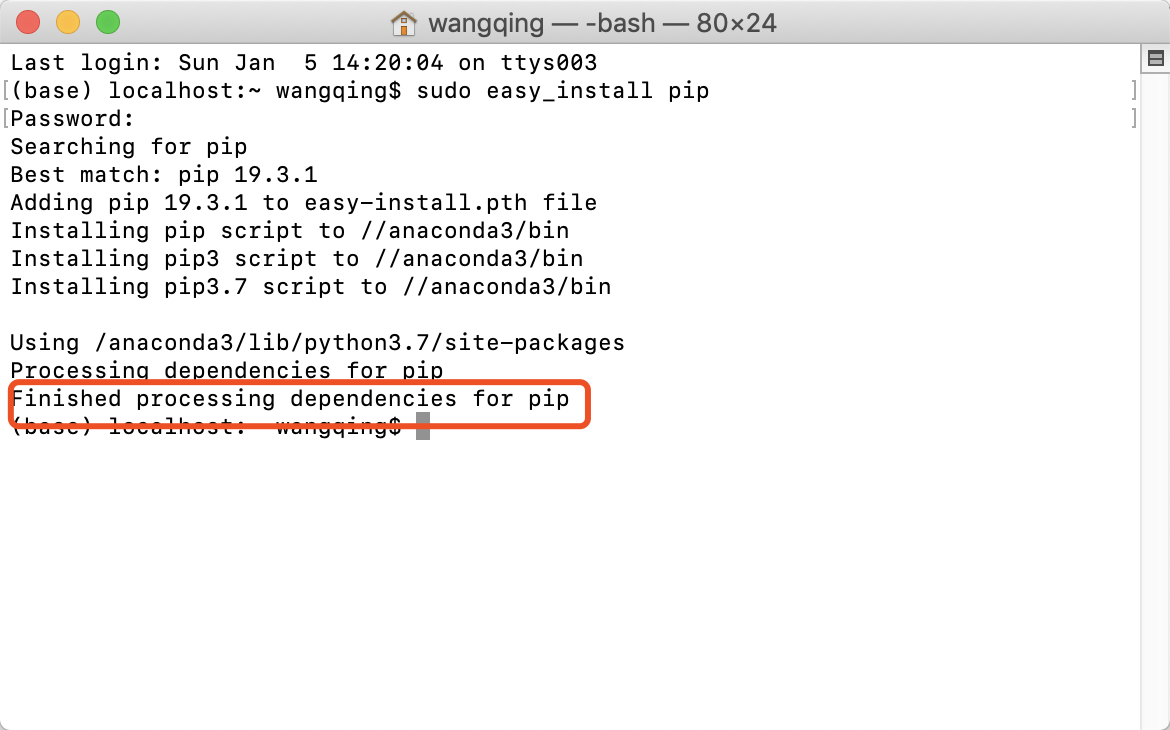 wangqing — -bash — 80×24
Last login: Sun Jan  5 14:20:04 on ttys003
[(base) localhost:~ wangqing$ sudo easy_install pip ]
[Password: ]
Searching for pip
Best match: pip 19.3.1
Adding pip 19.3.1 to easy-install.pth file
Installing pip script to //anaconda3/bin
Installing pip3 script to //anaconda3/bin
Installing pip3.7 script to //anaconda3/bin
Using /anaconda3/lib/python3.7/site-packages
Processing dependencies for pip
Finished processing dependencies for pip
(base) localhost:~ wangqing$